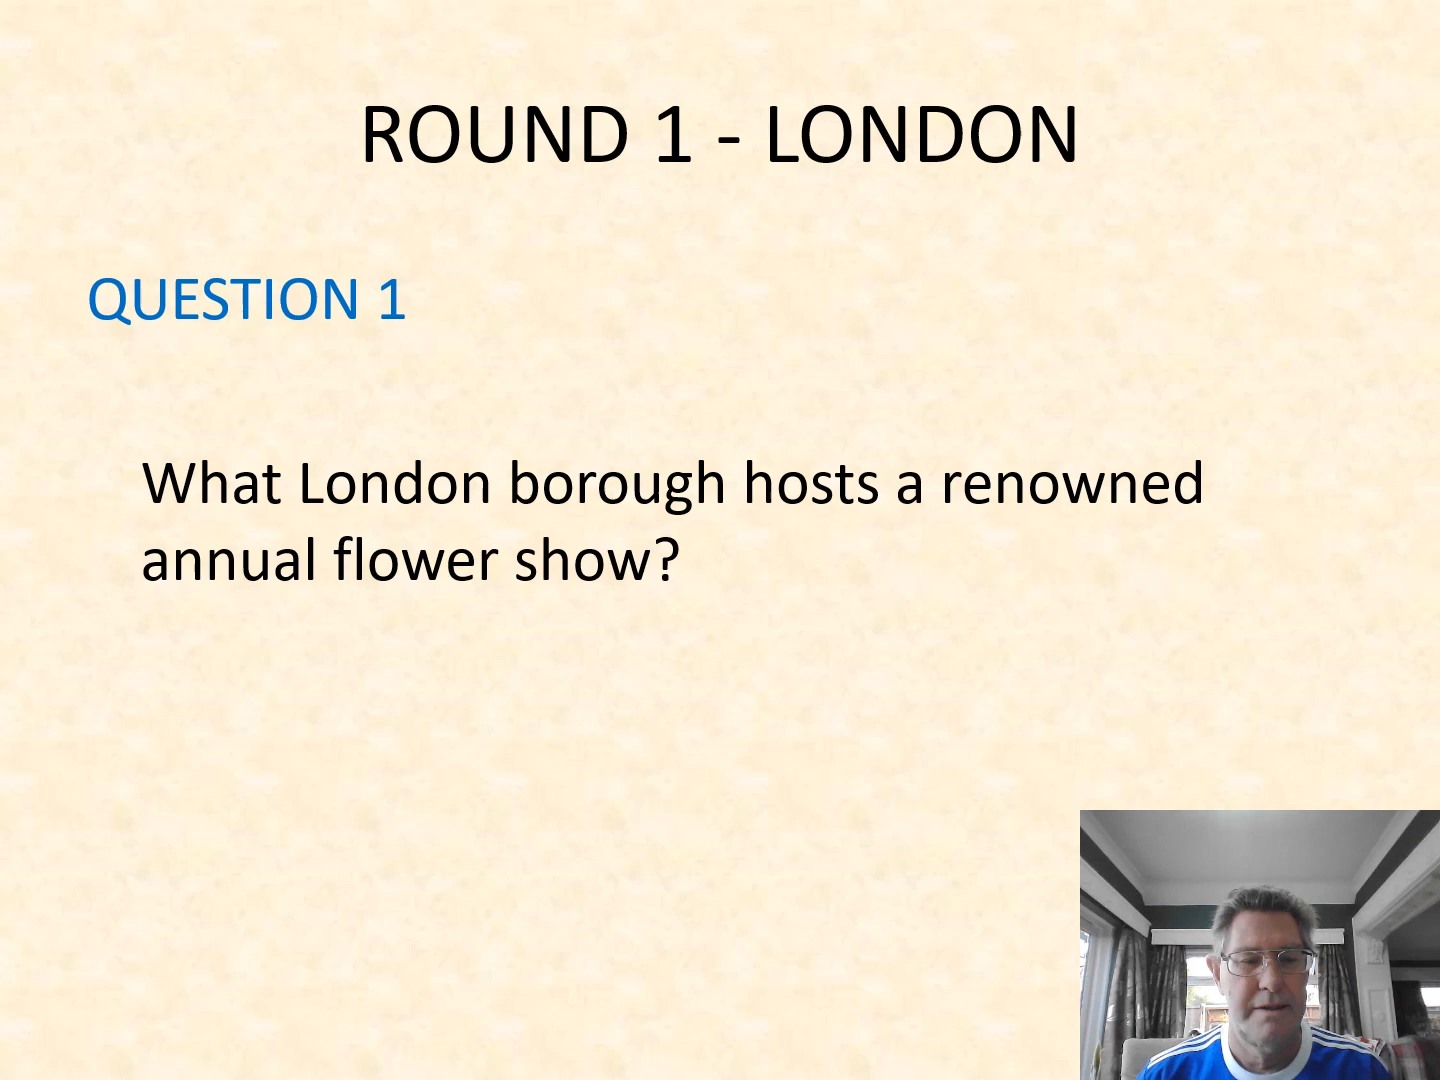 ROUND 1 - LONDON
QUESTION 1
What London borough hosts a renowned
annual flower show?